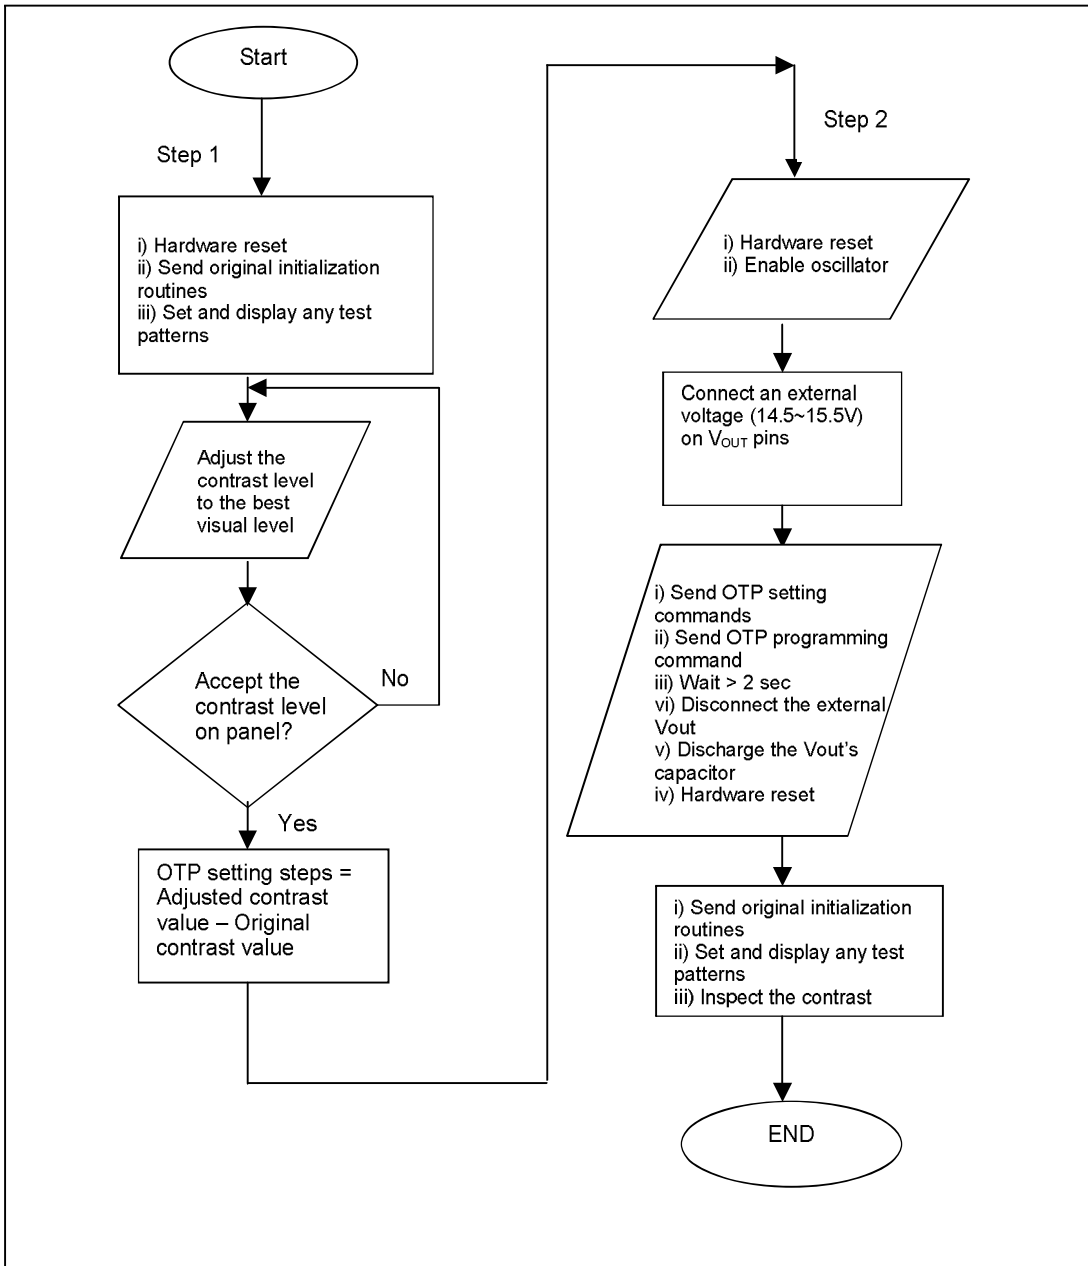 Start
Step 1
i) Hardware reset
ii) Send original initialization
routines
iii) Set and display any test
patterns
Adjust the
contrast level
to the best
visual level
Accept the
contrast level
on panel?
No
Yes
OTP setting steps =
Adjusted contrast
value – Original
contrast value
Step 2
i) Hardware reset
ii) Enable oscillator
Connect an external
voltage (14.5~15.5V)
on VOUT pins
i) Send OTP setting
commands
ii) Send OTP programming
command
iii) Wait > 2 sec
vi) Disconnect the external
Vout
v) Discharge the Vout's
capacitor
iv) Hardware reset
i) Send original initialization
routines
ii) Set and display any test
patterns
iii) Inspect the contrast
END